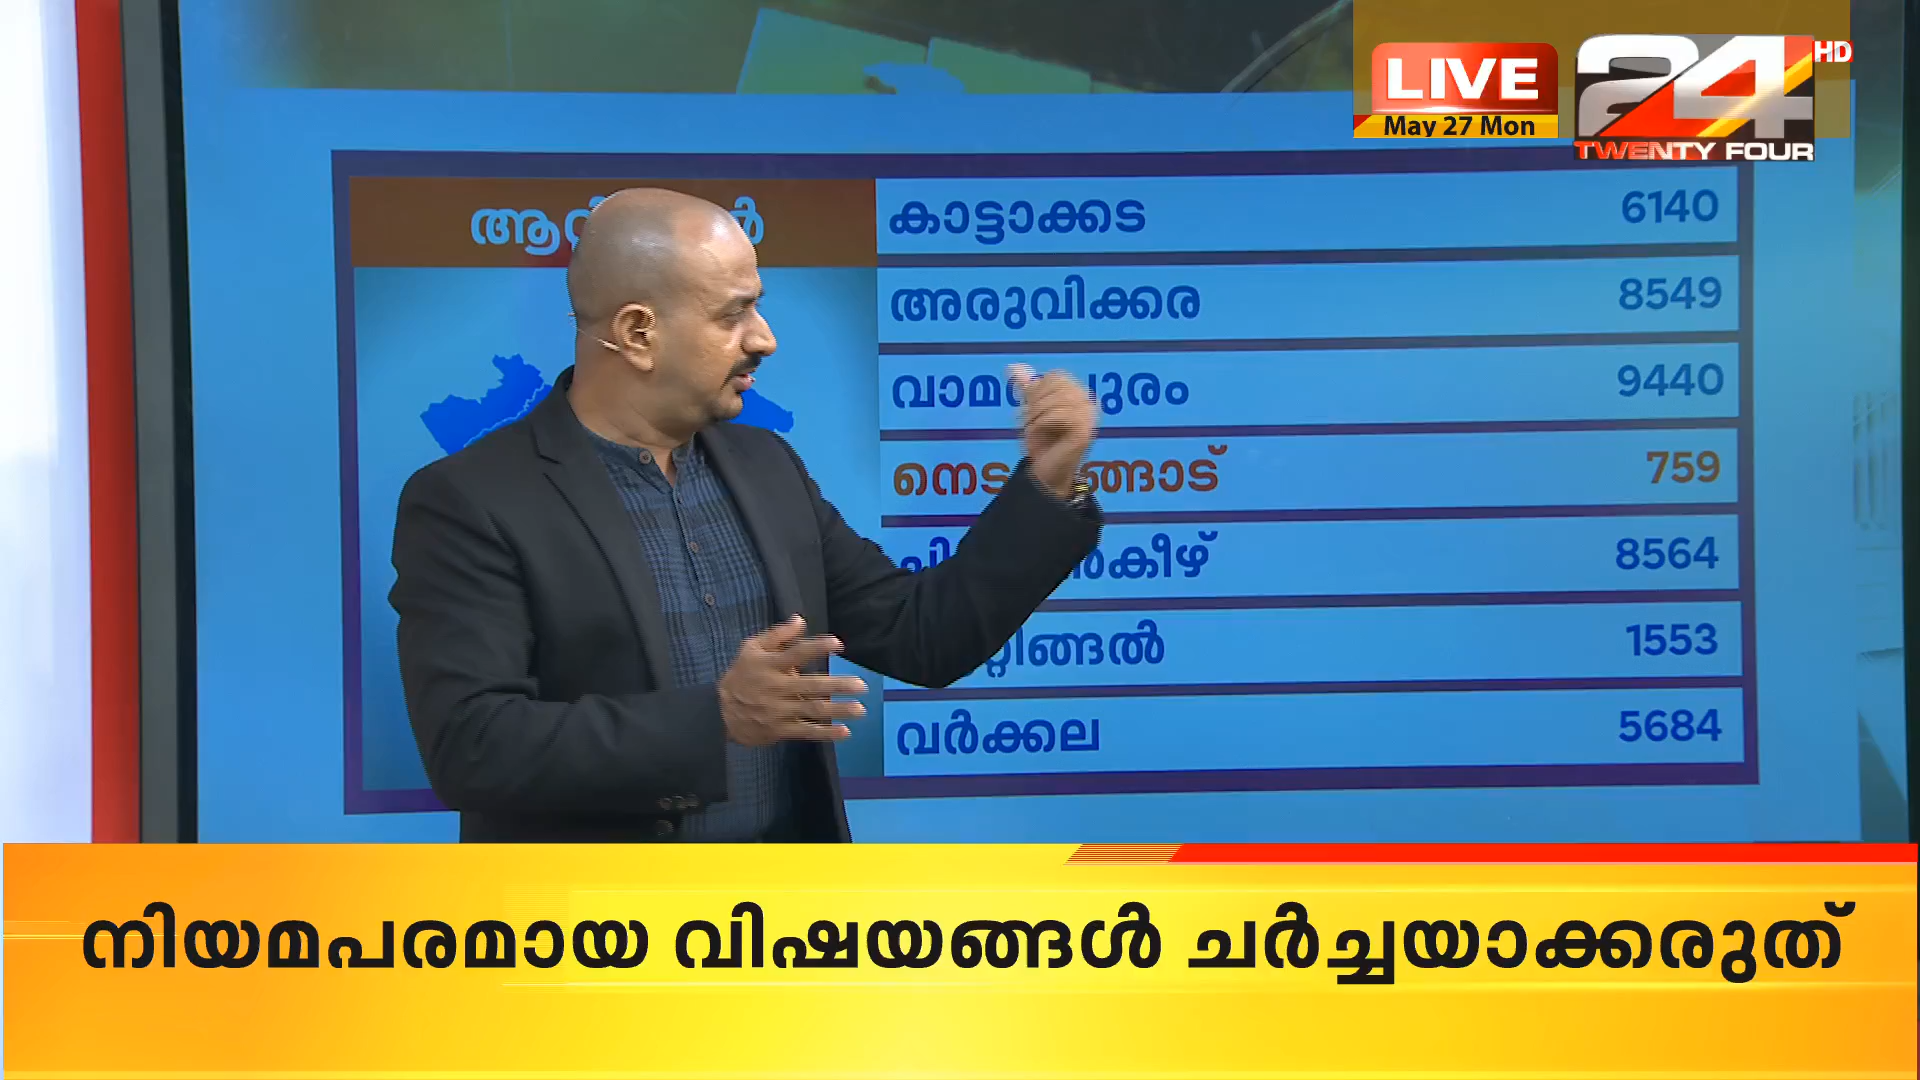 LIVE
May 27 Mon
24 HD
TWENTY FOUR
കാട്ടാക്കട 6140
അരുവിക്കര 8549
9440
759
8564
1553
വർക്കല 5684
നിയമപരമായ വിഷയങ്ങൾ ചർച്ചയാക്കരുത്